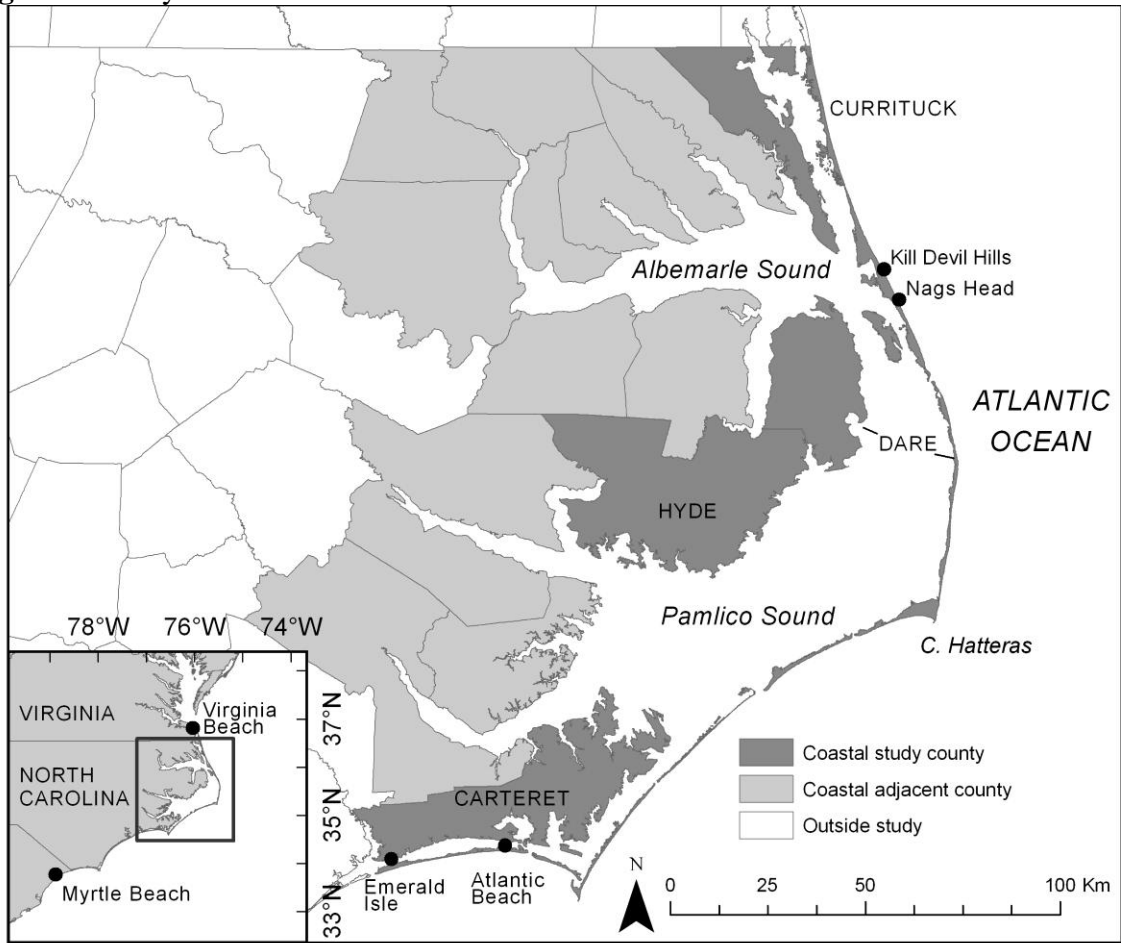 CURRITUCK
Kill Devil Hills
Albemarle Sound
Nags Head
ATLANTIC
OCEAN
DARE
HYDE
Pamlico Sound
C. Hatteras
78°W 76°W 74°W
VIRGINIA
Virginia
Beach
NORTH
CAROLINA
Myrtle Beach
37°N
35°N
33°N
CARTERET
Emerald
Isle
Atlantic
Beach
Coastal study county
Coastal adjacent county
Outside study
N
0 25 50 100 Km